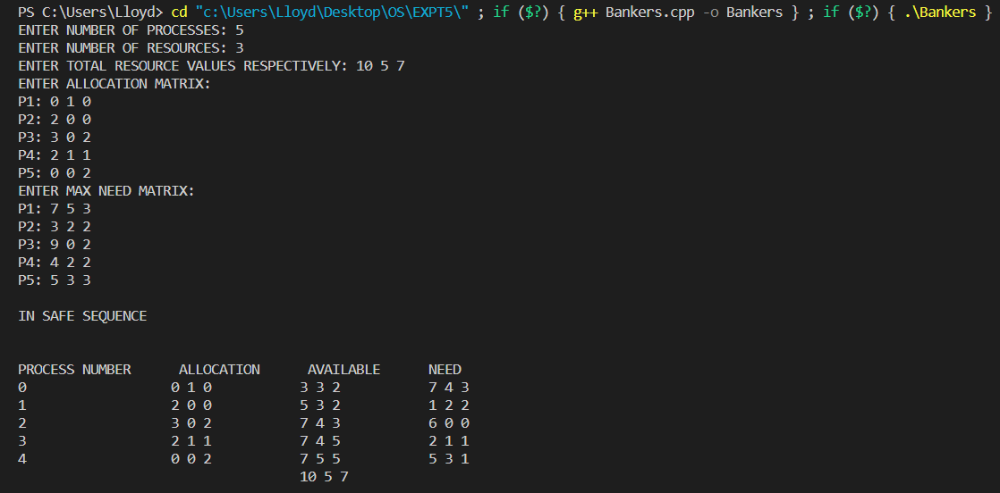 PS C:\Users\Lloyd> cd "c:\Users\Lloyd\Desktop\OS\EXPT5\" ; if ($?) { g++ Bankers.cpp -o Bankers } ; if ($?) { .\Bankers }
ENTER NUMBER OF PROCESSES: 5
ENTER NUMBER OF RESOURCES: 3
ENTER TOTAL RESOURCE VALUES RESPECTIVELY: 10 5 7
ENTER ALLOCATION MATRIX:
P1: 0 1 0
P2: 2 0 0
P3: 3 0 2
P4: 2 1 1
P5: 0 0 2
ENTER MAX NEED MATRIX:
P1: 7 5 3
P2: 3 2 2
P3: 9 0 2
P4: 4 2 2
P5: 5 3 3
IN SAFE SEQUENCE
PROCESS NUMBER      ALLOCATION      AVAILABLE      NEED
0                  0 1 0           3 3 2           7 4 3
1                  2 0 0           5 3 2           1 2 2
2                  3 0 2           7 4 3           6 0 0
3                  2 1 1           7 4 5           2 1 1
4                  0 0 2           7 5 5           5 3 1
                                   10 5 7